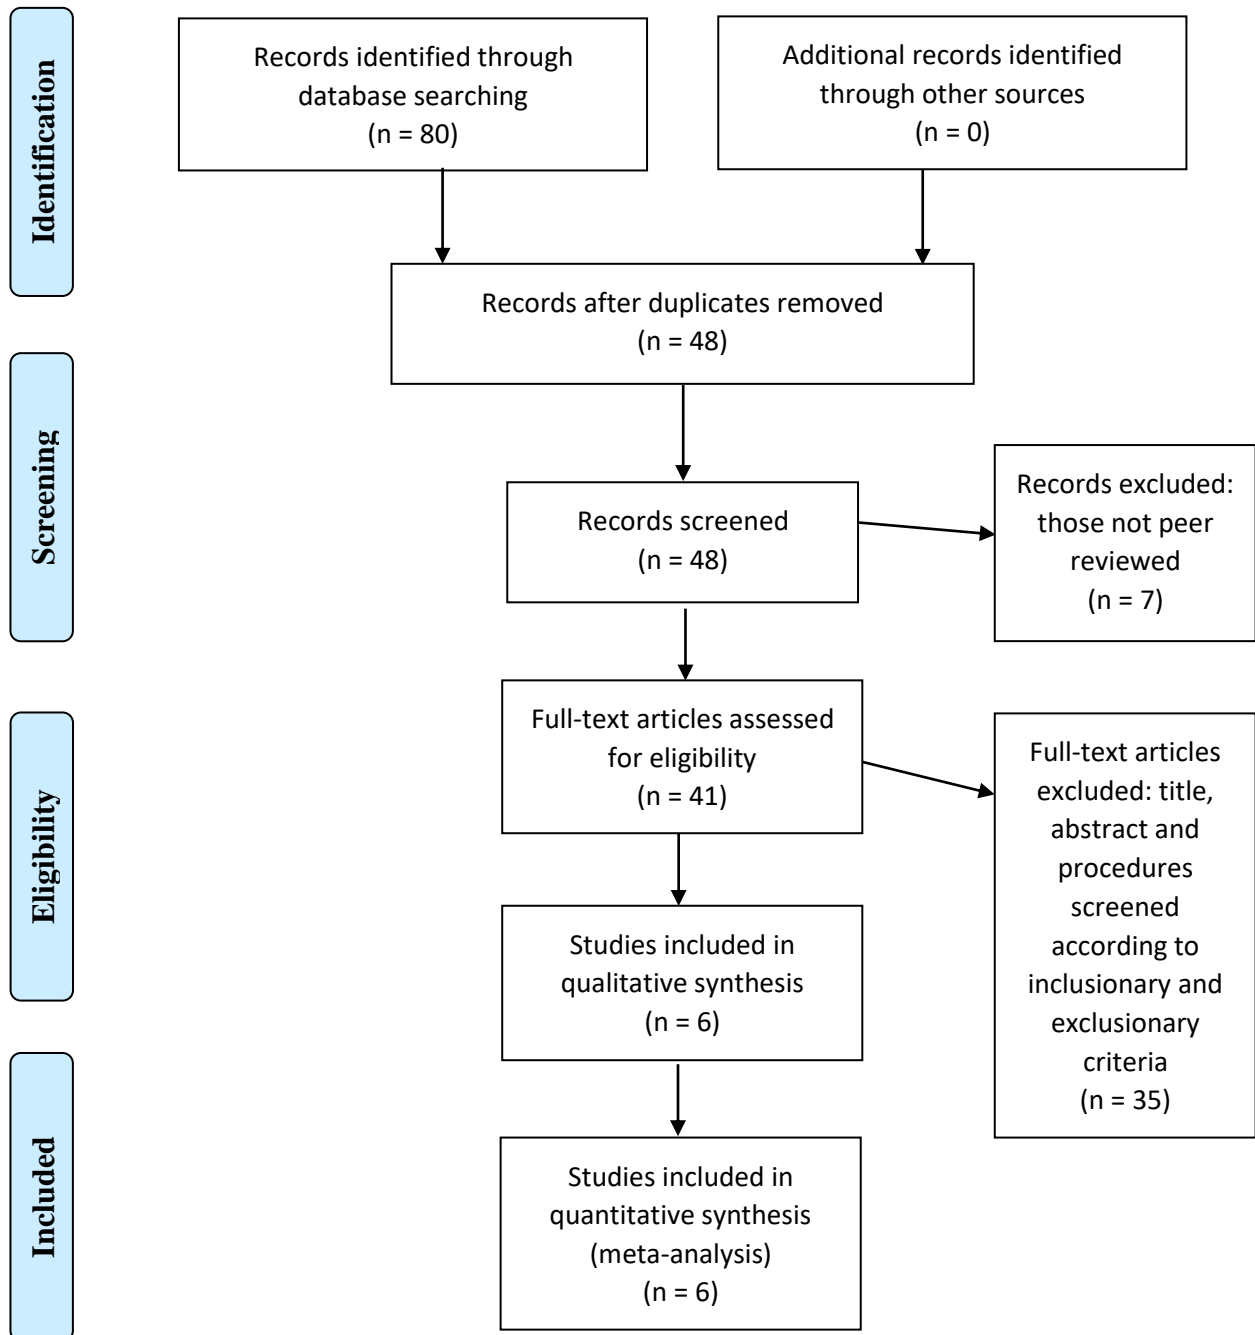 Identification
Records identified through
database searching
(n = 80)
Additional records identified
through other sources
(n = 0)
Records after duplicates removed
(n = 48)
Screening
Records screened
(n = 48)
Records excluded:
those not peer
reviewed
(n = 7)
Eligibility
Full-text articles assessed
for eligibility
(n = 41)
Full-text articles
excluded: title,
abstract and
procedures
screened
according to
inclusionary and
exclusionary
criteria
(n = 35)
Studies included in
qualitative synthesis
(n = 6)
Included
Studies included in
quantitative synthesis
(meta-analysis)
(n = 6)